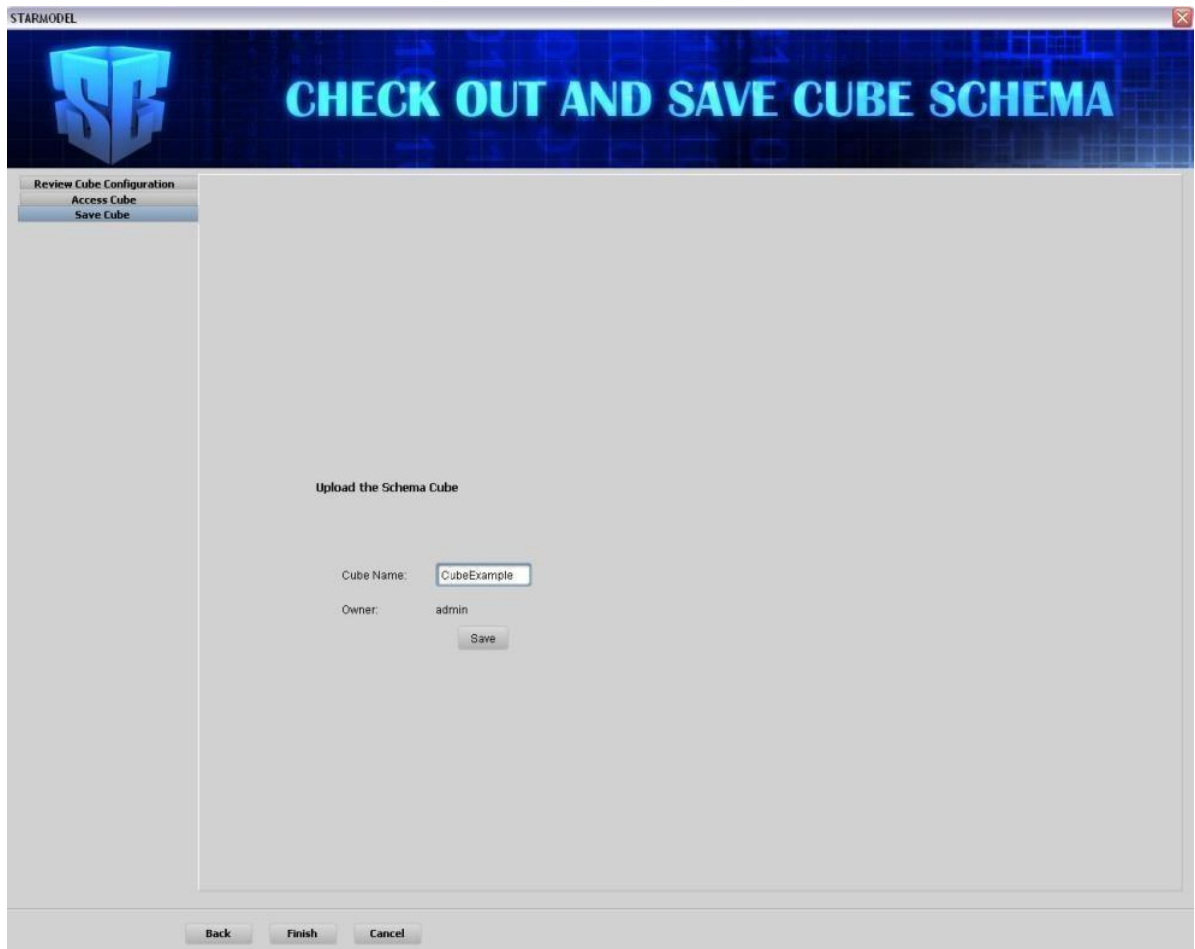 STARMODEL
CHECK OUT AND SAVE CUBE SCHEMA
Review Cube Configuration
Access Cube
Save Cube
Upload the Schema Cube
Cube Name: CubeExample
Owner: admin
Save
Back Finish Cancel